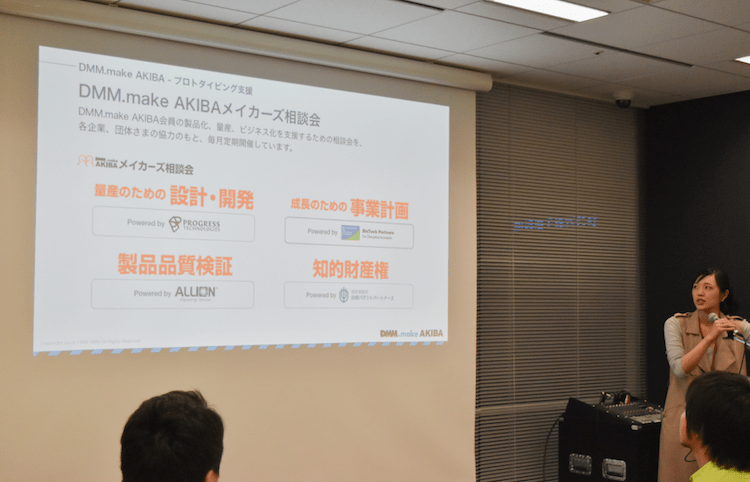 DMM.make AKIBA - プロトタイピング支援
DMM.make AKIBAメイカーズ相談会
DMM.make AKIBA会員の製品化、量産、ビジネス化を支援するための相談会を、
各企業、団体さまの協力のもと、毎月定期開催しています。
AKIBA メイカーズ相談会
量産のための 設計・開発
Powered by PROGRESS TECHNOLOGIES
成長のための 事業計画
Powered by
製品品質検証
Powered by ALLION
知的財産権
Powered by
DMM.make AKIBA